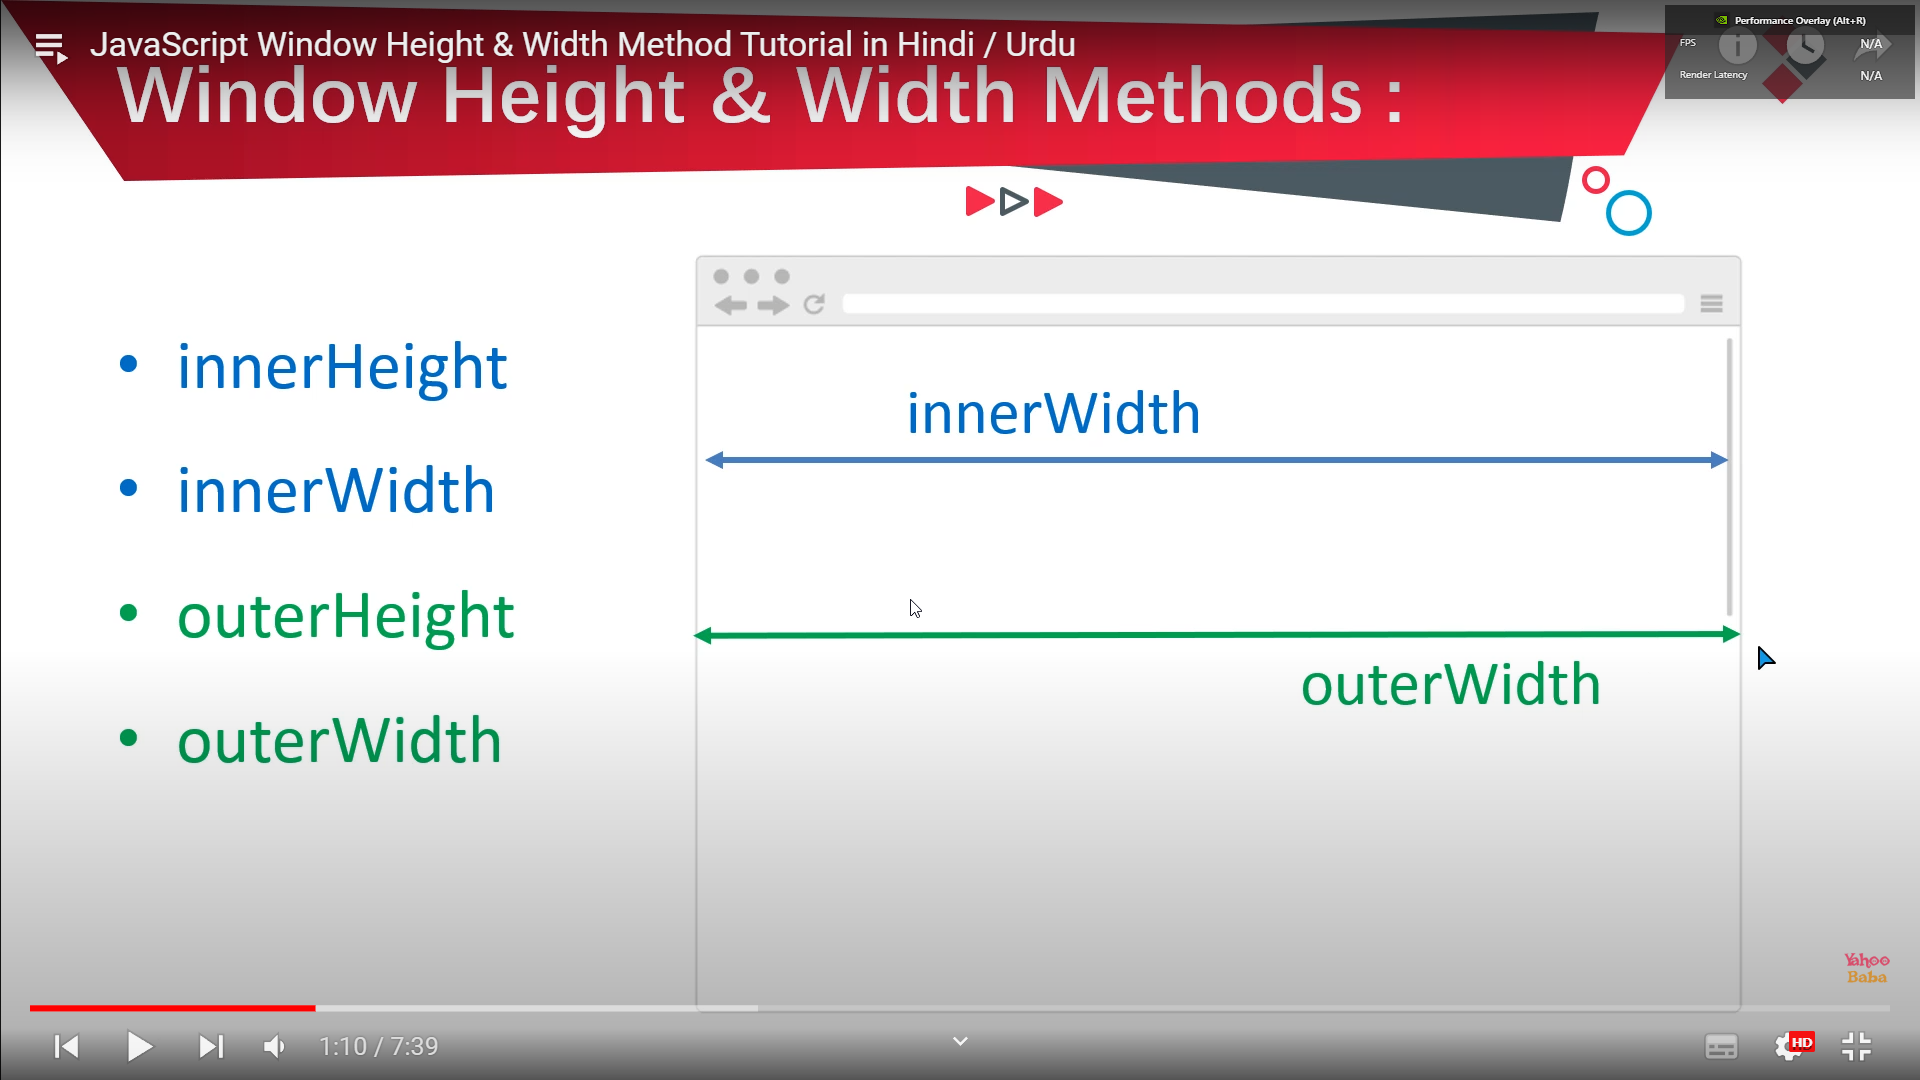 JavaScript Window Height & Width Method Tutorial in Hindi / Urdu
Performance Overlay (Alt+R)
FPS N/A
Render Latency N/A
Window Height & Width Methods :
• innerHeight
• innerWidth
• outerHeight
• outerWidth
innerWidth
outerWidth
Yahoo
Baba
1:10 / 7:39
HD